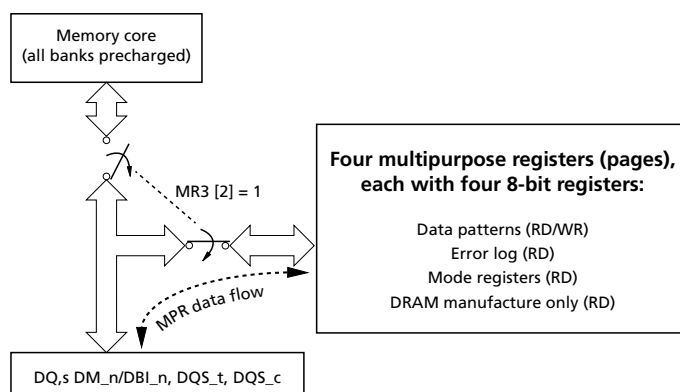 Memory core
(all banks precharged)
MR3 [2] = 1
MPR data flow
Four multipurpose registers (pages),
each with four 8-bit registers:
Data patterns (RD/WR)
Error log (RD)
Mode registers (RD)
DRAM manufacture only (RD)
DQ,s DM_n/DBI_n, DQS_t, DQS_c